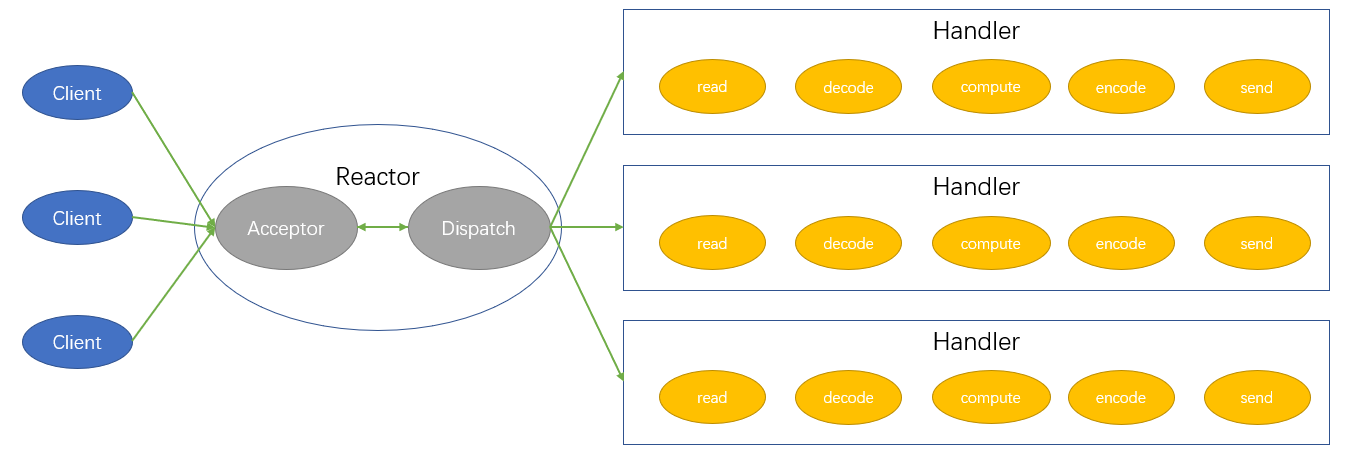 Client
Client
Client
Reactor
Acceptor
Dispatch
Handler
read decode compute encode send
Handler
read decode compute encode send
Handler
read decode compute encode send